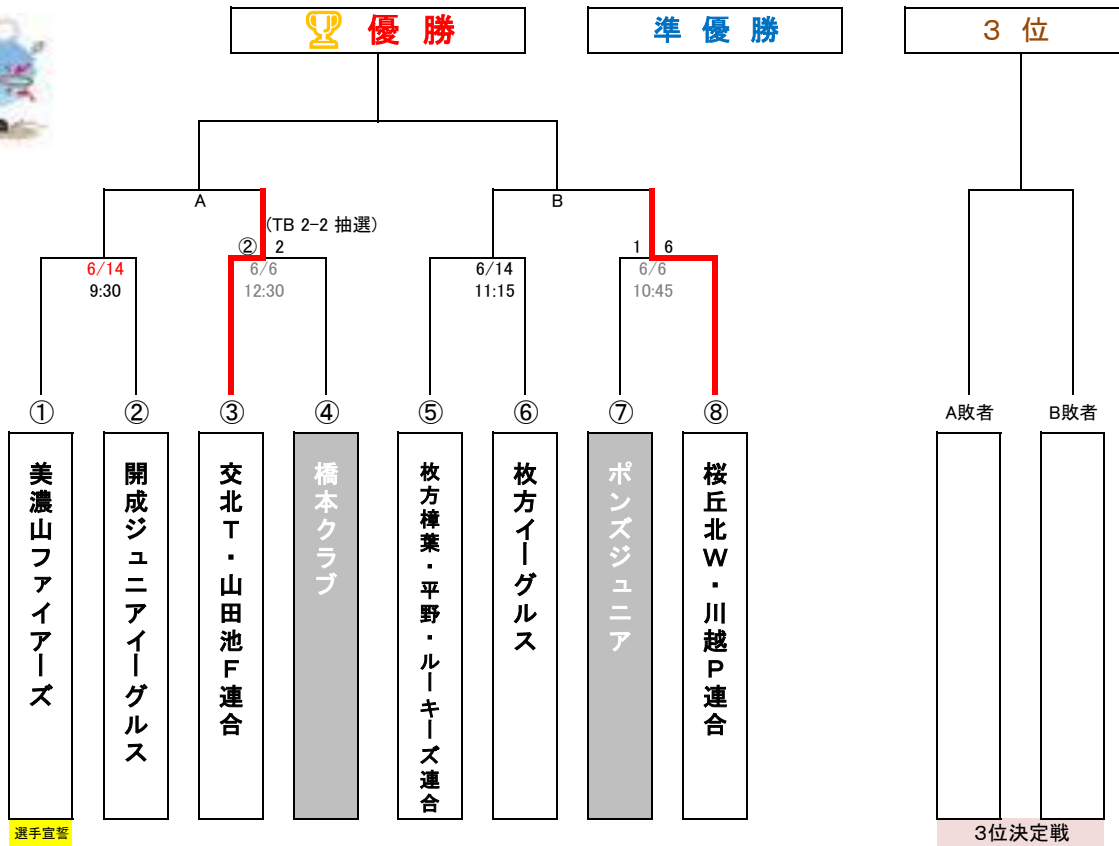 優 勝
準 優 勝
3 位
A
B
(TB 2-2 抽選)
② 2
1 6
6/14
9:30
6/6
12:30
6/14
11:15
6/6
10:45
①
②
③
④
⑤
⑥
⑦
⑧
A敗者
B敗者
美濃山ファイアーズ
開成ジュニアイーグルス
交北T・山田池F連合
橋本クラブ
枚方樟葉・平野・ルーキーズ連合
枚方イーグルス
ポンズジュニア
桜丘北W・川越P連合
選手宣誓
3位決定戦